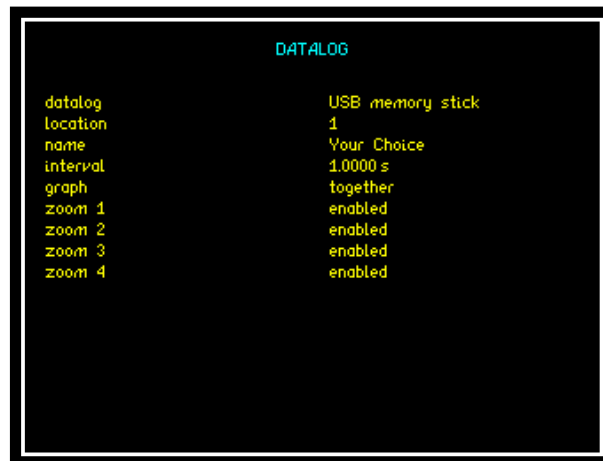 DATALOG
datalog USB memory stick
location 1
name Your Choice
interval 1.0000 s
graph together
zoom 1 enabled
zoom 2 enabled
zoom 3 enabled
zoom 4 enabled